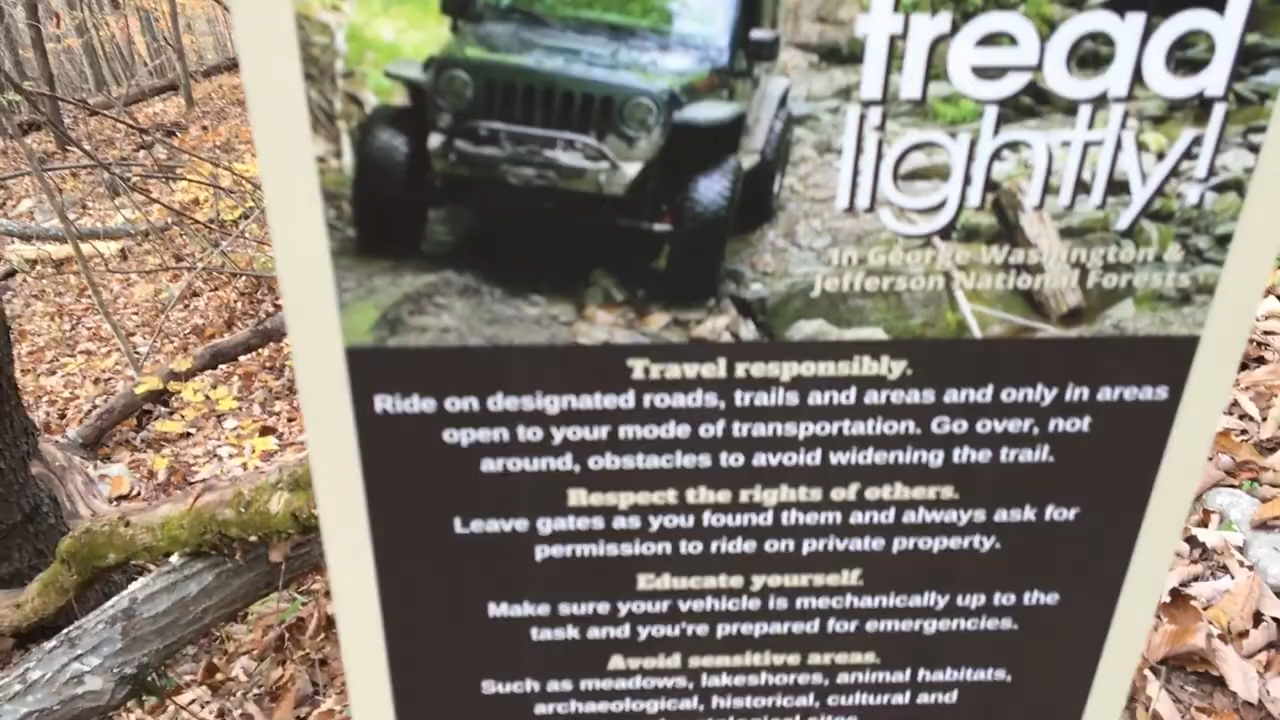 tread
lightly!
In George Washington &
Jefferson National Forests
Travel responsibly.
Ride on designated roads, trails and areas and only in areas
open to your mode of transportation. Go over, not
around, obstacles to avoid widening the trail.
Respect the rights of others.
Leave gates as you found them and always ask for
permission to ride on private property.
Educate yourself.
Make sure your vehicle is mechanically up to the
task and you're prepared for emergencies.
Avoid sensitive areas.
Such as meadows, lakeshores, animal habitats,
archaeological, historical, cultural and
sites